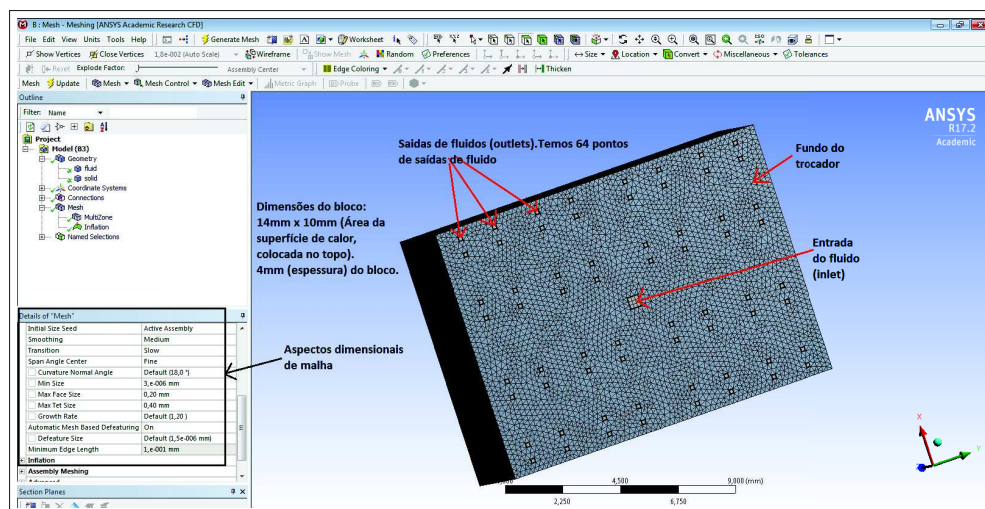 B : Mesh - Meshing [ANSYS Academic Research CFD]
File Edit View Units Tools Help Generate Mesh Worksheet
Show Vertices Close Vertices 1,8e-002 (Auto Scale) Wireframe Show Mesh Random Preferences Size Location Convert Miscellaneous Tolerances
Reset Explode Factor: Assembly Center Edge Coloring Thicken
Mesh Update Mesh Mesh Control Mesh Edit Metric Graph Probe
Outline
Filter: Name
Project
Model (B3)
Geometry
fluid
solid
Coordinate Systems
Connections
Mesh
MultiZone
Inflation
Named Selections
Details of "Mesh"
Initial Size Seed Active Assembly
Smoothing Medium
Transition Slow
Span Angle Center Fine
Curvature Normal Angle Default (18,0 °)
Min Size 3,e-006 mm
Max Face Size 0,20 mm
Max Tet Size 0,40 mm
Growth Rate Default (1,20 )
Automatic Mesh Based Defeaturing On
Defeature Size Default (1,5e-006 mm)
Minimum Edge Length 1,e-001 mm
Inflation
Assembly Meshing
Section Planes
ANSYS
R17.2
Academic
Saídas de fluidos (outlets).Temos 64 pontos
de saídas de fluido
Fundo do
trocador
Dimensões do bloco:
14mm x 10mm (Área da
superfície de calor,
colocada no topo).
4mm (espessura) do bloco.
Entrada
do fluido
(inlet)
Aspectos dimensionais
de malha
4,500 9,000 (mm)
2,250 6,750
X
Y
Z